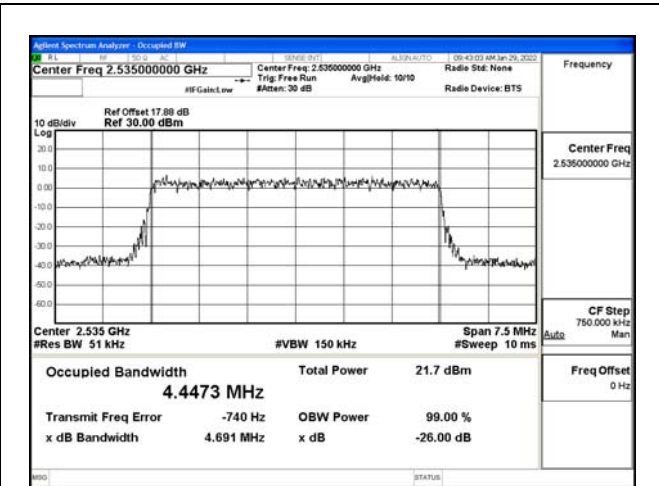 Agilent Spectrum Analyzer - Occupied BW
RL RF 50 Ω AC SENSE:INT ALIGN AUTO 09:43:03 AM Jan 29, 2022
Center Freq 2.535000000 GHz
Center Freq: 2.535000000 GHz
Radio Std: None
Trig: Free Run Avg|Hold: 10/10
#IFGain:Low
#Atten: 30 dB
Radio Device: BTS
Frequency
Ref Offset 17.88 dB
10 dB/div Ref 30.00 dBm
Log
20.0
10.0
0.00
-10.0
-20.0
-30.0
-40.0
-50.0
-60.0
Center 2.535 GHz
Span 7.5 MHz
#Res BW 51 kHz
#VBW 150 kHz
#Sweep 10 ms
Center Freq
2.535000000 GHz
CF Step
750.000 kHz
Auto Man
Freq Offset
0 Hz
Occupied Bandwidth
Total Power 21.7 dBm
4.4473 MHz
Transmit Freq Error -740 Hz OBW Power 99.00 %
x dB Bandwidth 4.691 MHz x dB -26.00 dB
MSG STATUS